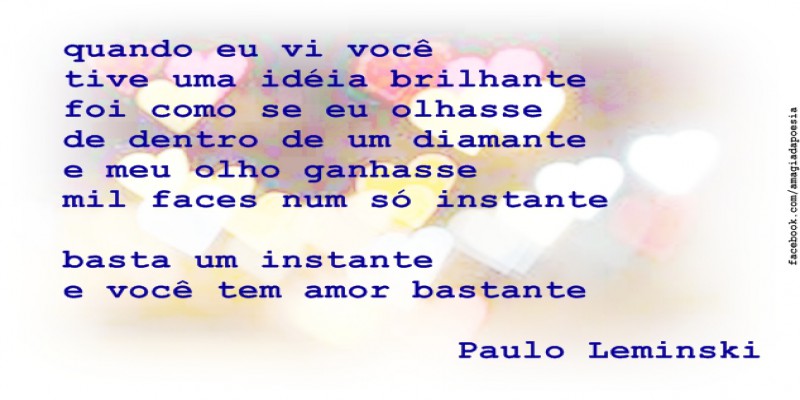 quando eu vi você
tive uma idéia brilhante
foi como se eu olhasse
de dentro de um diamante
e meu olho ganhasse
mil faces num só instante

basta um instante
e você tem amor bastante

Paulo Leminski
facebook.com/amagiadapoesia